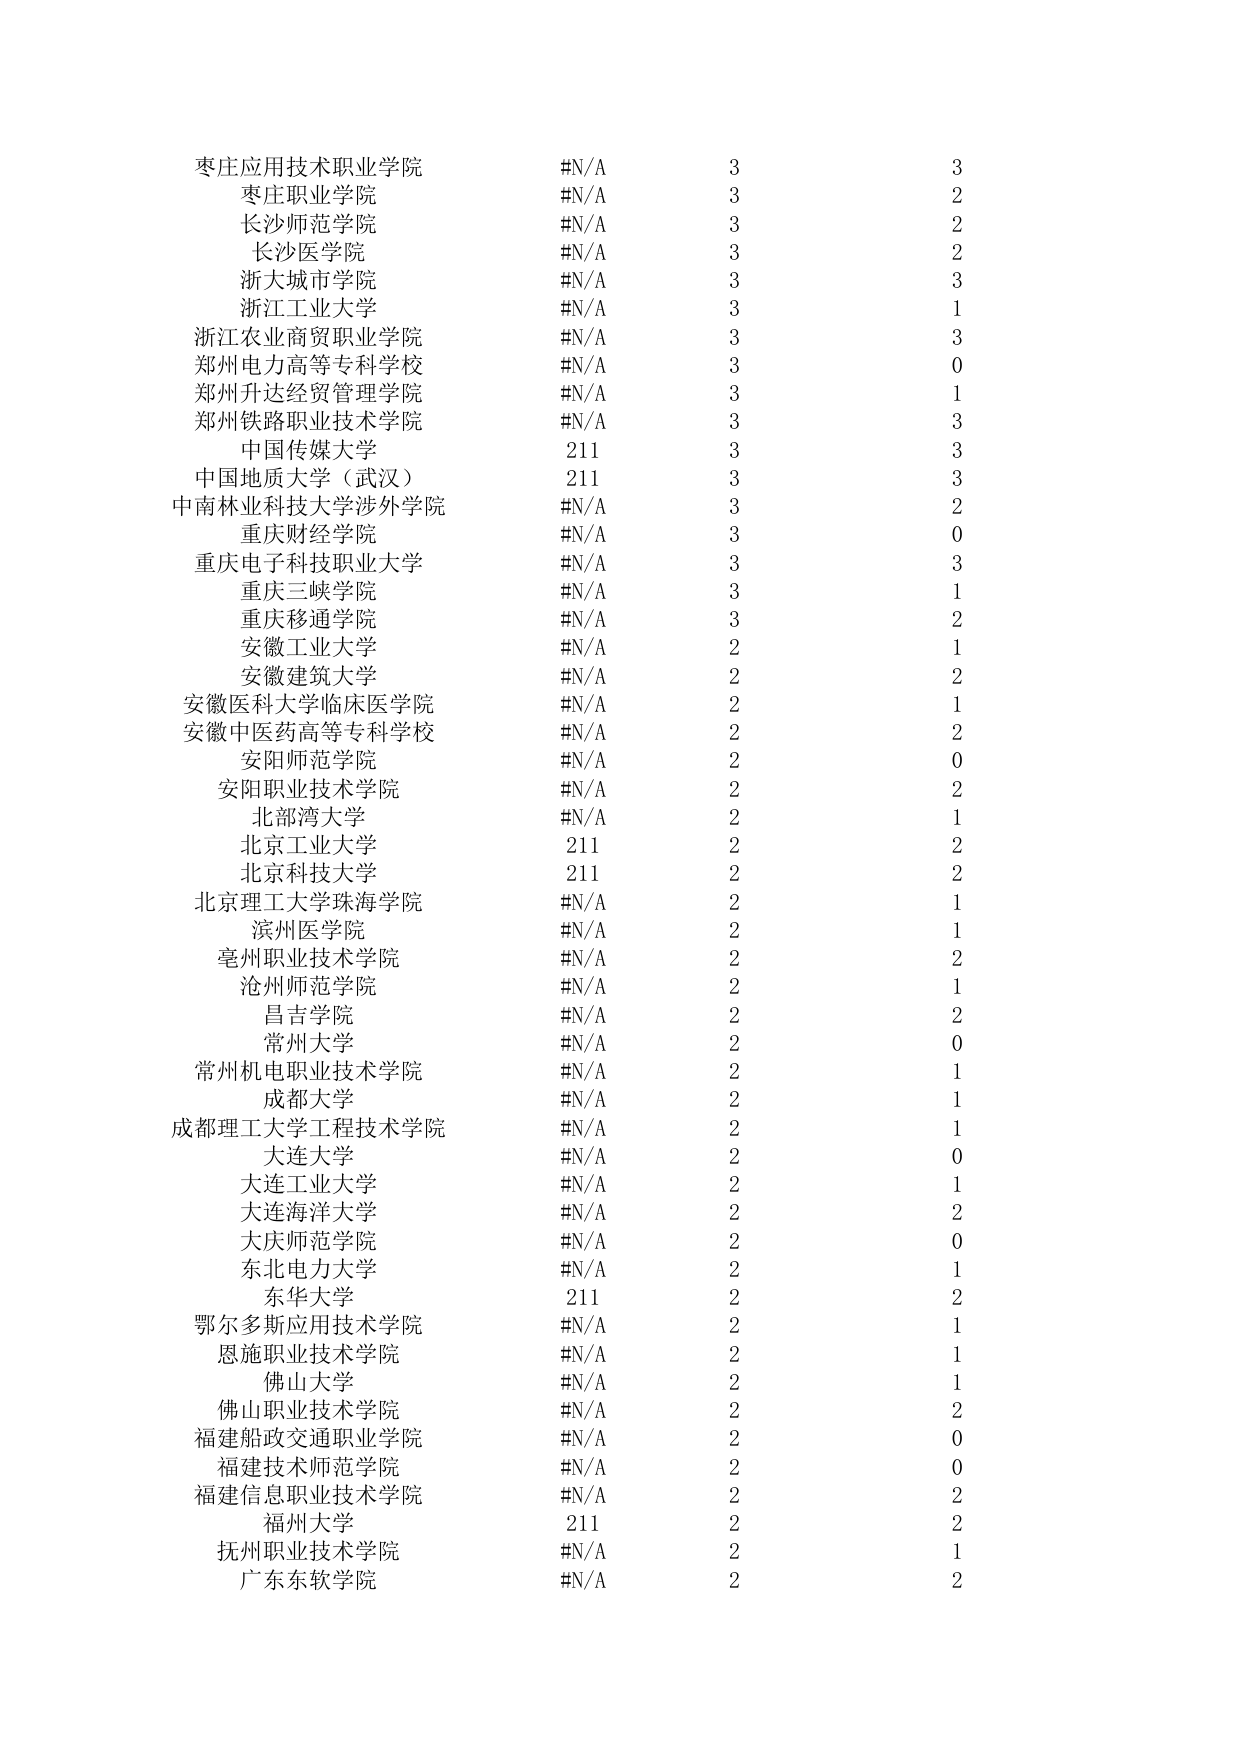 枣庄应用技术职业学院 #N/A 3 3
枣庄职业学院 #N/A 3 2
长沙师范学院 #N/A 3 2
长沙医学院 #N/A 3 2
浙大城市学院 #N/A 3 3
浙江工业大学 #N/A 3 1
浙江农业商贸职业学院 #N/A 3 3
郑州电力高等专科学校 #N/A 3 0
郑州升达经贸管理学院 #N/A 3 1
郑州铁路职业技术学院 #N/A 3 3
中国传媒大学 211 3 3
中国地质大学（武汉） 211 3 3
中南林业科技大学涉外学院 #N/A 3 2
重庆财经学院 #N/A 3 0
重庆电子科技职业大学 #N/A 3 3
重庆三峡学院 #N/A 3 1
重庆移通学院 #N/A 3 2
安徽工业大学 #N/A 2 1
安徽建筑大学 #N/A 2 2
安徽医科大学临床医学院 #N/A 2 1
安徽中医药高等专科学校 #N/A 2 2
安阳师范学院 #N/A 2 0
安阳职业技术学院 #N/A 2 2
北部湾大学 #N/A 2 1
北京工业大学 211 2 2
北京科技大学 211 2 2
北京理工大学珠海学院 #N/A 2 1
滨州医学院 #N/A 2 1
亳州职业技术学院 #N/A 2 2
沧州师范学院 #N/A 2 1
昌吉学院 #N/A 2 2
常州大学 #N/A 2 0
常州机电职业技术学院 #N/A 2 1
成都大学 #N/A 2 1
成都理工大学工程技术学院 #N/A 2 1
大连大学 #N/A 2 0
大连工业大学 #N/A 2 1
大连海洋大学 #N/A 2 2
大庆师范学院 #N/A 2 0
东北电力大学 #N/A 2 1
东华大学 211 2 2
鄂尔多斯应用技术学院 #N/A 2 1
恩施职业技术学院 #N/A 2 1
佛山大学 #N/A 2 1
佛山职业技术学院 #N/A 2 2
福建船政交通职业学院 #N/A 2 0
福建技术师范学院 #N/A 2 0
福建信息职业技术学院 #N/A 2 2
福州大学 211 2 2
抚州职业技术学院 #N/A 2 1
广东东软学院 #N/A 2 2